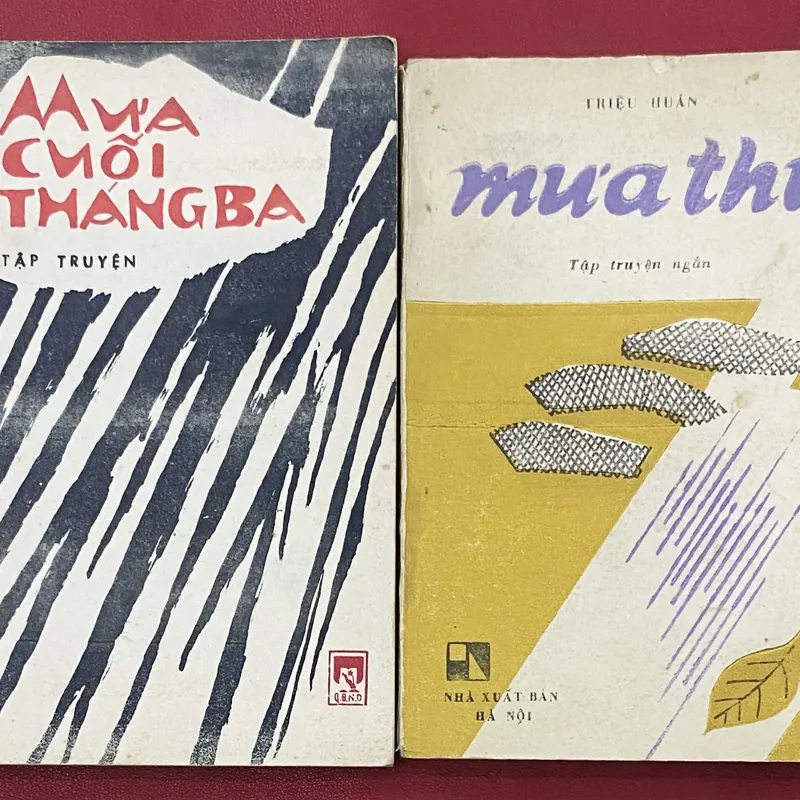 MƯA
CUỐI
THÁNG BA
TẬP TRUYỆN
Q.Đ.N.D
TRIỆU HUẤN
mưa thu
Tập truyện ngắn
NHÀ XUẤT BẢN
HÀ NỘI